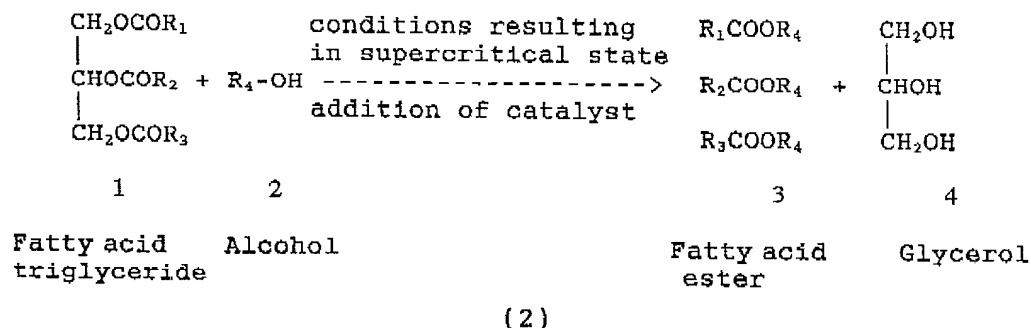 CH₂OCOR₁ conditions resulting R₁COOR₄ CH₂OH
in supercritical state
CHOCOR₂ + R₄-OH --------------------> R₂COOR₄ + CHOH
addition of catalyst
CH₂OCOR₃ R₃COOR₄ CH₂OH
1 2 3 4
Fatty acid Alcohol Fatty acid Glycerol
triglyceride ester
(2)